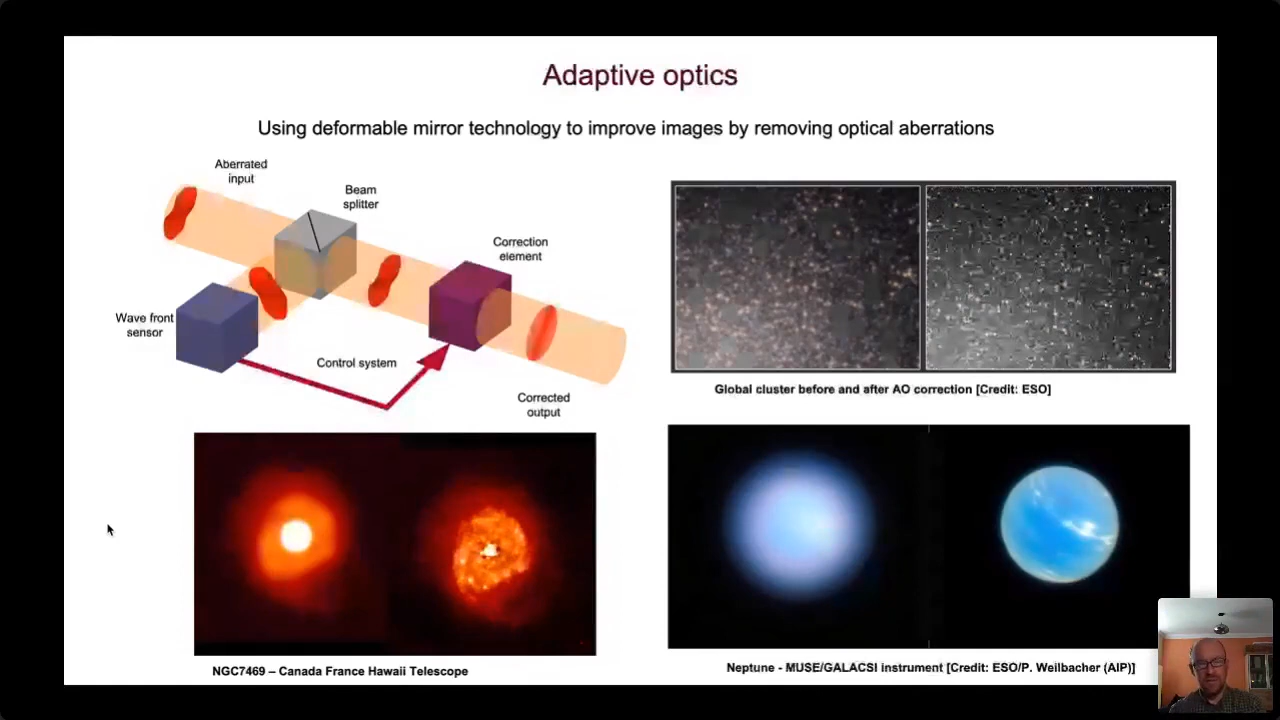 Adaptive optics
Using deformable mirror technology to improve images by removing optical aberrations
Aberrated
input
Beam
splitter
Correction
element
Wave front
sensor
Control system
Corrected
output
Global cluster before and after AO correction [Credit: ESO]
NGC7469 – Canada France Hawaii Telescope
Neptune - MUSE/GALACSI instrument [Credit: ESO/P. Weilbacher (AIP)]